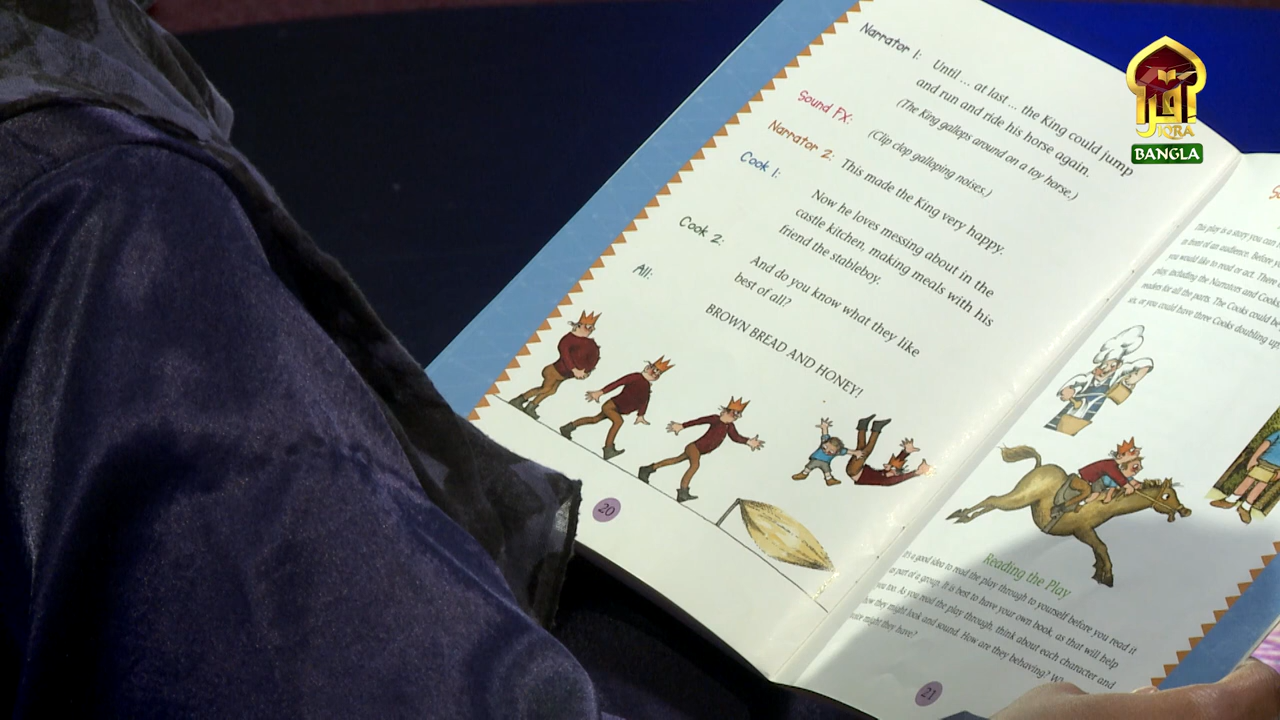 Narrator 1: Until ... at last ... the King could jump
and run and ride his horse again.
(The King gallops around on a toy horse.)
Sound FX: (Clip clop galloping noises.)
Narrator 2: This made the King very happy.
Cook 1: Now he loves messing about in the
castle kitchen, making meals with his
friend the stableboy.
Cook 2: And do you know what they like
best of all?
All: BROWN BREAD AND HONEY!
20
This play is a story you can
in front of an audience. Before
you would like to read or act. There
play, including the Narrators and Cooks,
readers for all the parts. The Cooks could be
six, or you could have three Cooks doubling up
Reading the Play
It's a good idea to read the play through to yourself before you read it
as part of a group. It is best to have your own book, as that will help
you too. As you read the play through, think about each character and
how they might look and sound. How are they behaving?
might they have?
21
اقرأ
IQRA
BANGLA